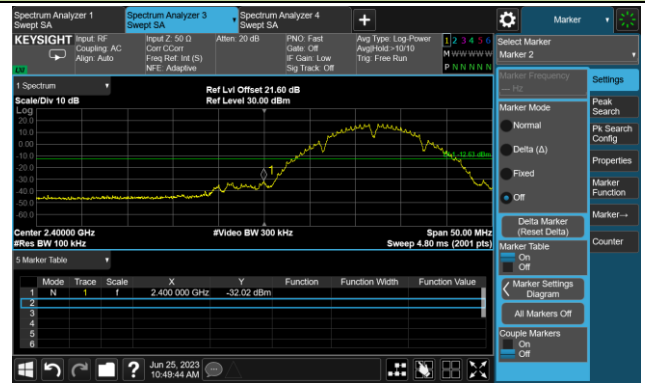 Spectrum Analyzer 1
Swept SA
Spectrum Analyzer 3
Swept SA
Spectrum Analyzer 4
Swept SA
Marker
KEYSIGHT
Input: RF
Coupling: AC
Align: Auto
Input Z: 50 Ω
Corr CCorr
Freq Ref: Int (S)
NFE: Adaptive
Atten: 20 dB
PNO: Fast
Gate: Off
IF Gain: Low
Sig Track: Off
Avg Type: Log-Power
Avg|Hold:>10/10
Trig: Free Run
1 2 3 4 5 6
M W W W W W
P N N N N N
Select Marker
Marker 2
1 Spectrum
Scale/Div 10 dB
Ref Lvl Offset 21.60 dB
Ref Level 30.00 dBm
Log
20.0
10.0
0.00
-10.0
-20.0
-30.0
-40.0
-50.0
-60.0
1
DL1 -12.63 dBm
Center 2.40000 GHz
#Res BW 100 kHz
#Video BW 300 kHz
Span 50.00 MHz
Sweep 4.80 ms (2001 pts)
5 Marker Table
Mode Trace Scale X Y Function Function Width Function Value
1 N 1 f 2.400 000 GHz -32.02 dBm
2
3
4
5
6
Jun 25, 2023
10:49:44 AM
Marker Frequency
--- Hz
Marker Mode
Normal
Delta (Δ)
Fixed
Off
Delta Marker
(Reset Delta)
Marker Table
On
Off
Marker Settings
Diagram
All Markers Off
Couple Markers
On
Off
Settings
Peak
Search
Pk Search
Config
Properties
Marker
Function
Marker→
Counter